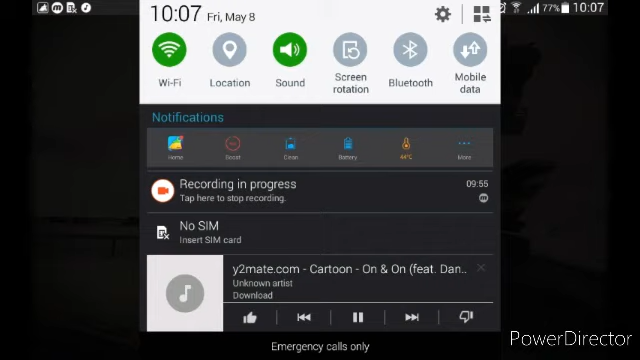 10:07 Fri, May 8
77% 10:07
Wi-Fi
Location
Sound
Screen
rotation
Bluetooth
Mobile
data
Notifications
Home
Boost
Clean
Battery
44°C
More
Recording in progress
09:55
Tap here to stop recording.
No SIM
Insert SIM card
y2mate.com - Cartoon - On & On (feat. Dan..
Unknown artist
Download
Emergency calls only
PowerDirector